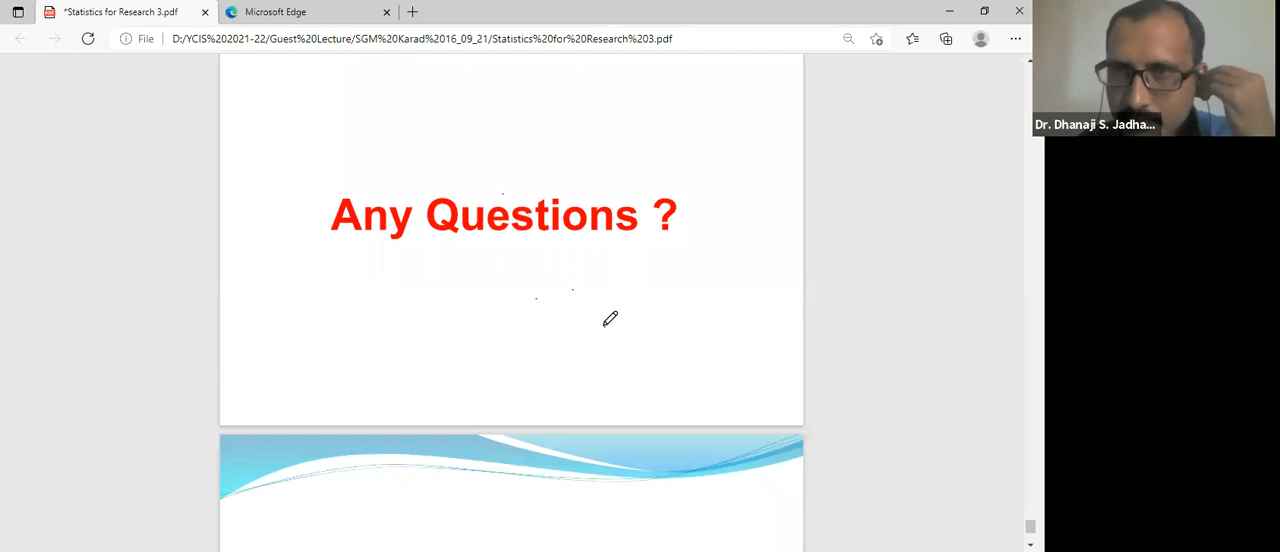 *Statistics for Research 3.pdf
Microsoft Edge
File
D:/YCIS%202021-22/Guest%20Lecture/SGM%20Karad%2016_09_21/Statistics%20for%20Research%203.pdf
Dr. Dhanaji S. Jadha...
Any Questions ?